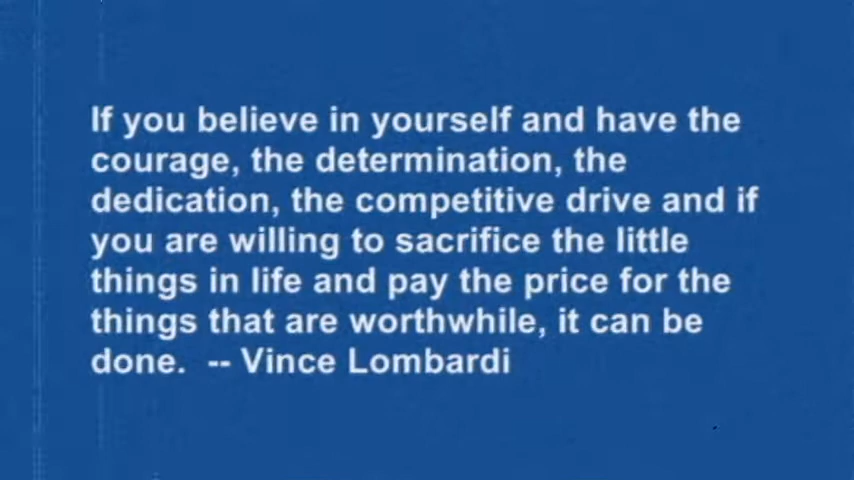 If you believe in yourself and have the
courage, the determination, the
dedication, the competitive drive and if
you are willing to sacrifice the little
things in life and pay the price for the
things that are worthwhile, it can be
done.  -- Vince Lombardi